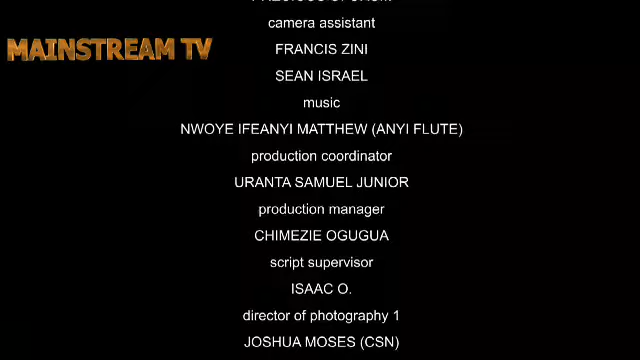 camera assistant
MAINSTREAM TV
FRANCIS ZINI
SEAN ISRAEL
music
NWOYE IFEANYI MATTHEW (ANYI FLUTE)
production coordinator
URANTA SAMUEL JUNIOR
production manager
CHIMEZIE OGUGUA
script supervisor
ISAAC O.
director of photography 1
JOSHUA MOSES (CSN)